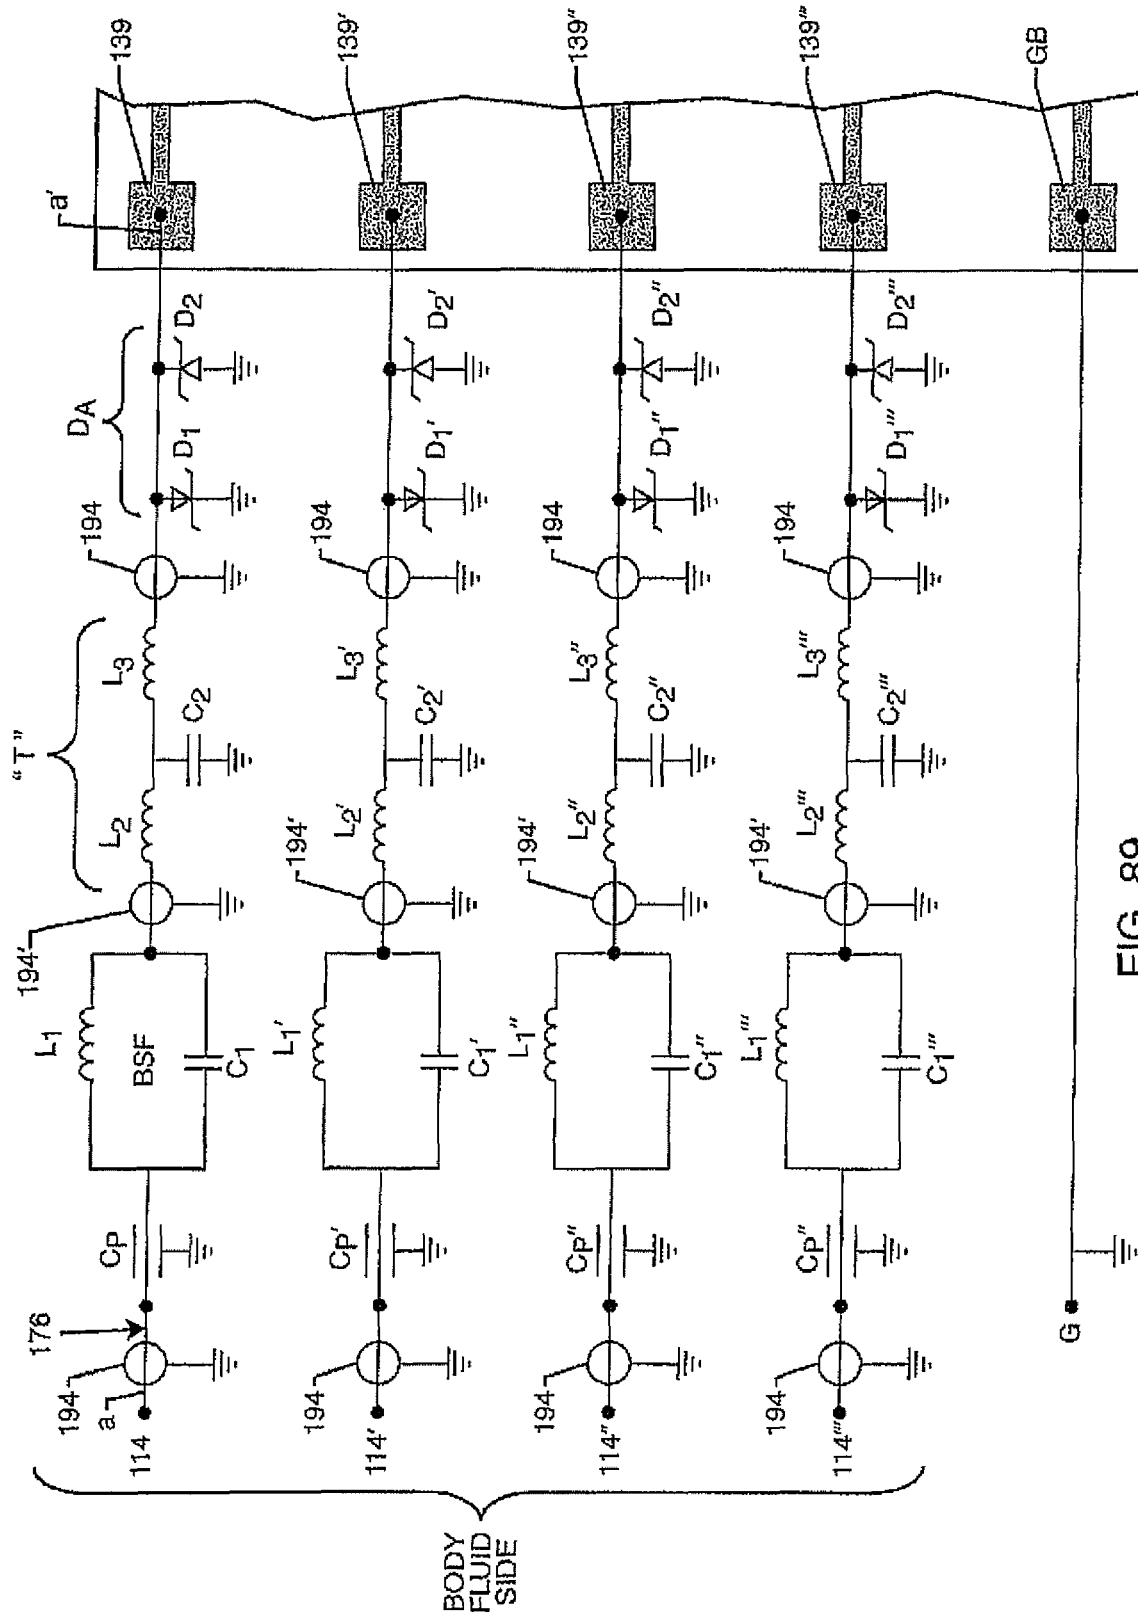 BODY
FLUID
SIDE
194
a
114
176
CP
L1
BSF
C1
194'
"T"
L2
C2
L3
194
DA
D1
D2
a'
139
194
114'
CP'
L1'
C1'
194'
L2'
C2'
L3'
194
D1'
D2'
139'
194
114''
CP''
L1''
C1''
194'
L2''
C2''
L3''
194
D1''
D2''
139''
194
114'''
CP''
L1'''
C1'''
194'
L2'''
C2'''
L3'''
194
D1'''
D2'''
139'''
G
GB
FIG. 89